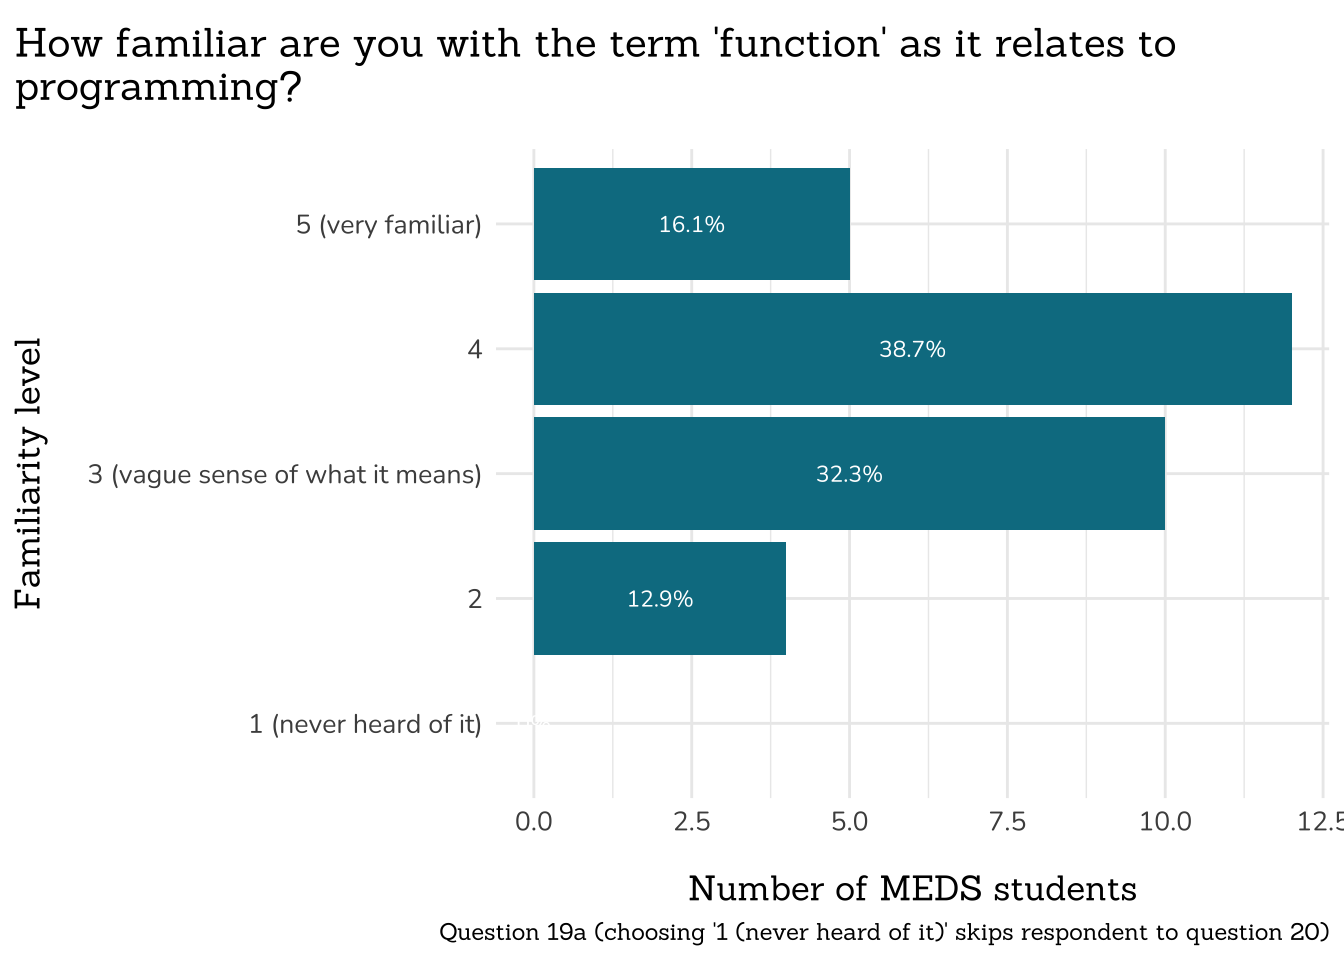 How familiar are you with the term 'function' as it relates to
programming?
Familiarity level
5 (very familiar)
16.1%
4
38.7%
3 (vague sense of what it means)
32.3%
2
12.9%
1 (never heard of it)
0.0 2.5 5.0 7.5 10.0 12.5
Number of MEDS students
Question 19a (choosing '1 (never heard of it)' skips respondent to question 20)